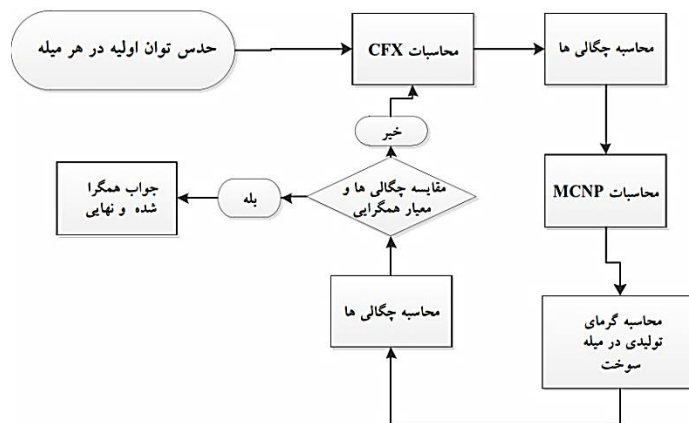 حدس توان اولیه در هر میله
محاسبات CFX
محاسبه چگالی ها
خیر
محاسبات MCNP
مقایسه چگالی ها و
معیار همگرایی
بله
جواب همگرا
شده و نهایی
محاسبه چگالی ها
محاسبه گرمای
تولیدی در میله
سوخت